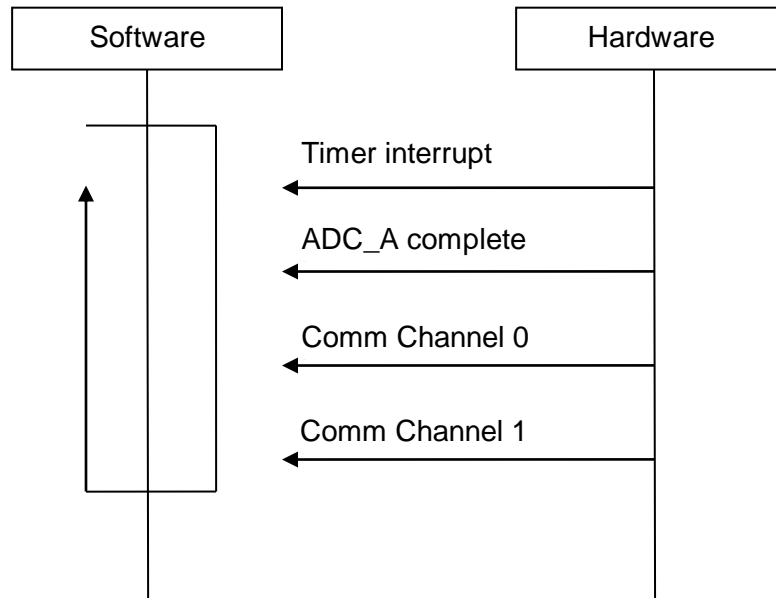 Software
Hardware
Timer interrupt
ADC_A complete
Comm Channel 0
Comm Channel 1